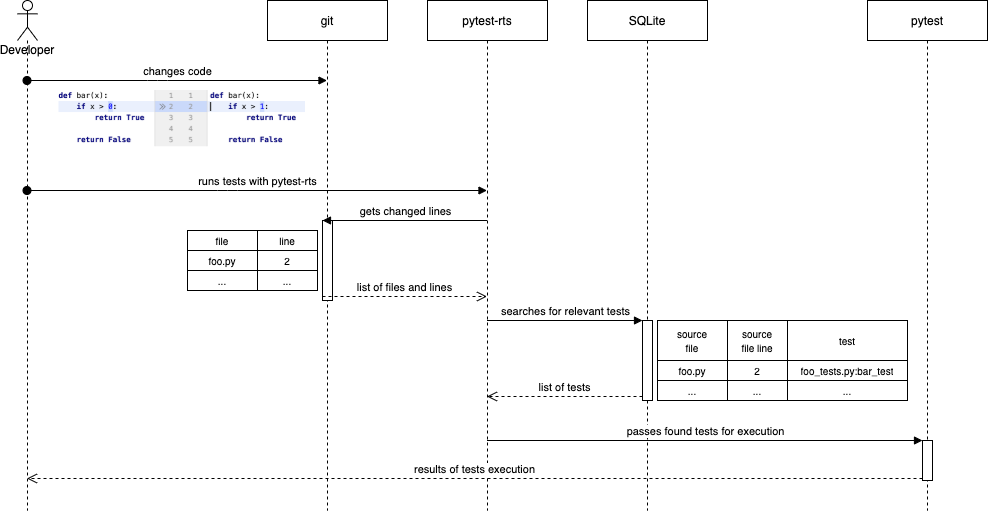 git
pytest-rts
SQLite
pytest
Developer
changes code
def bar(x): 1 1 def bar(x):
if x > 0: » 2 2 if x > 1:
return True 3 3 return True
4 4
return False 5 5 return False
runs tests with pytest-rts
gets changed lines
file line
foo.py 2
... ...
list of files and lines
searches for relevant tests
source file source file line test
foo.py 2 foo_tests.py:bar_test
... ... ...
list of tests
passes found tests for execution
results of tests execution